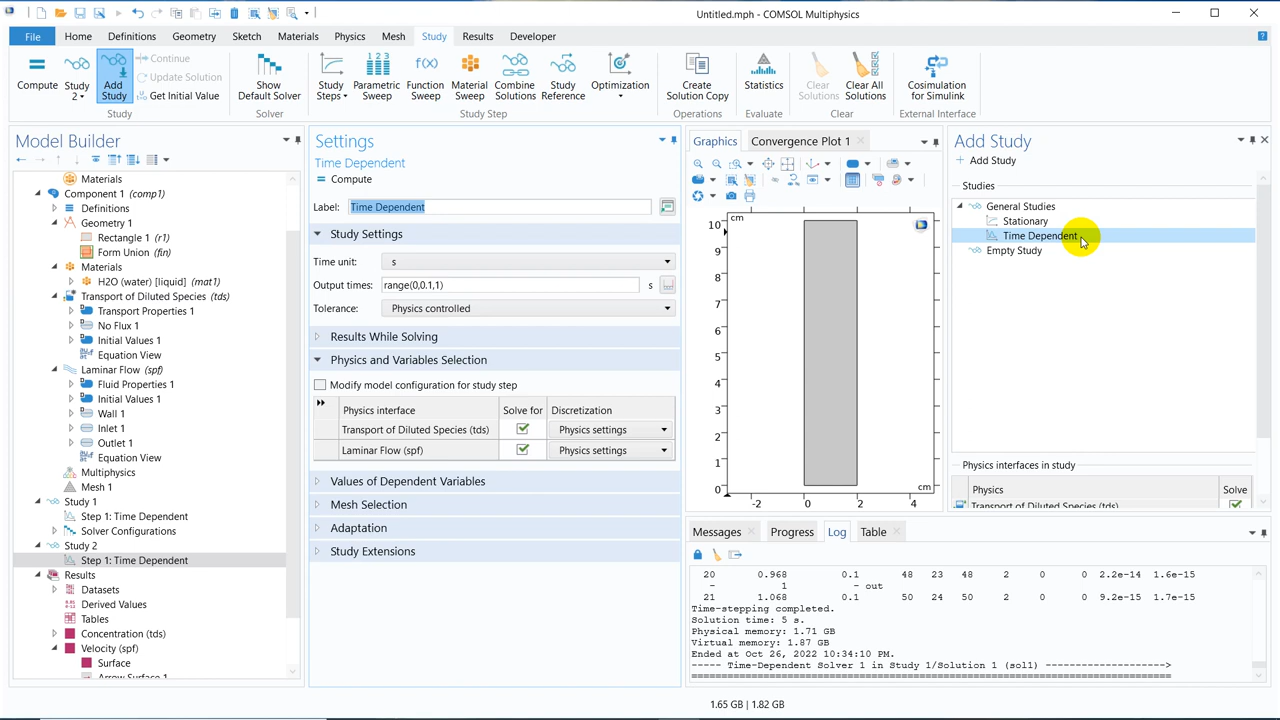 Untitled.mph - COMSOL Multiphysics
File Home Definitions Geometry Sketch Materials Physics Mesh Study Results Developer
Compute
Study 2
Add Study
Continue
Update Solution
Get Initial Value
Study
Show Default Solver
Solver
Study Steps
Parametric Sweep
Function Sweep
Material Sweep
Combine Solutions
Study Reference
Optimization
Study Step
Create Solution Copy
Operations
Statistics
Evaluate
Clear Solutions
Clear All Solutions
Clear
Cosimulation for Simulink
External Interface
Model Builder
Materials
Component 1 (comp1)
Definitions
Geometry 1
Rectangle 1 (r1)
Form Union (fin)
Materials
H2O (water) [liquid] (mat1)
Transport of Diluted Species (tds)
Transport Properties 1
No Flux 1
Initial Values 1
Equation View
Laminar Flow (spf)
Fluid Properties 1
Initial Values 1
Wall 1
Inlet 1
Outlet 1
Equation View
Multiphysics
Mesh 1
Study 1
Step 1: Time Dependent
Solver Configurations
Study 2
Step 1: Time Dependent
Results
Datasets
Derived Values
Tables
Concentration (tds)
Velocity (spf)
Surface
Arrow Surface 1
Settings
Time Dependent
= Compute
Label: Time Dependent
Study Settings
Time unit: s
Output times: range(0,0.1,1) s
Tolerance: Physics controlled
Results While Solving
Physics and Variables Selection
Modify model configuration for study step
Physics interface Solve for Discretization
Transport of Diluted Species (tds) Physics settings
Laminar Flow (spf) Physics settings
Values of Dependent Variables
Mesh Selection
Adaptation
Study Extensions
Graphics Convergence Plot 1
cm
10
9
8
7
6
5
4
3
2
1
0
cm
-2 0 2 4
Add Study
+ Add Study
Studies
General Studies
Stationary
Time Dependent
Empty Study
Physics interfaces in study
Physics Solve
Transport of Diluted Species (tds)
Messages Progress Log Table
20 0.968 0.1 48 23 48 2 0 0 2.2e-14 1.6e-15
- 1 - out
21 1.068 0.1 50 24 50 2 0 0 9.2e-15 1.7e-15
Time-stepping completed.
Solution time: 5 s.
Physical memory: 1.71 GB
Virtual memory: 1.87 GB
Ended at Oct 26, 2022 10:34:10 PM.
----- Time-Dependent Solver 1 in Study 1/Solution 1 (sol1) -------------------->
===============================================================================
1.65 GB | 1.82 GB